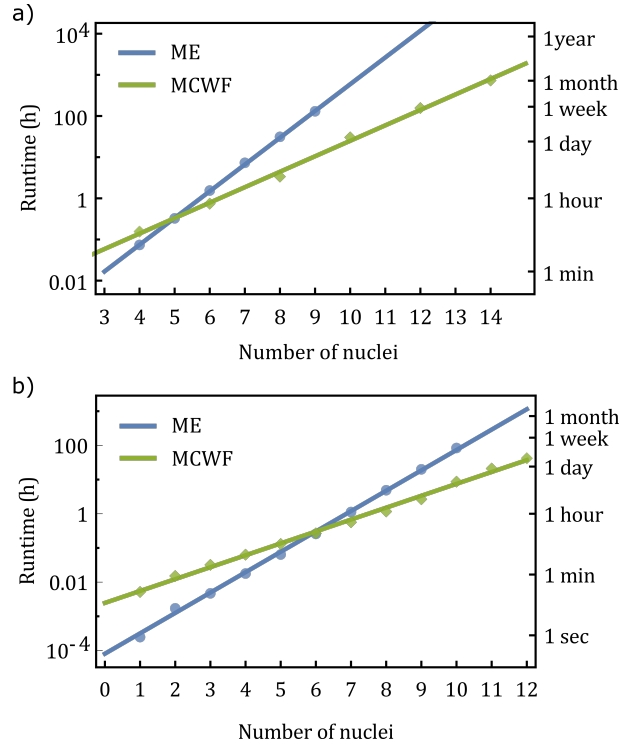 a)
10^4
100
1
0.01
Runtime (h)
ME
MCWF
1year
1 month
1 week
1 day
1 hour
1 min
3 4 5 6 7 8 9 10 11 12 13 14
Number of nuclei
b)
100
1
0.01
10^-4
Runtime (h)
ME
MCWF
1 month
1 week
1 day
1 hour
1 min
1 sec
0 1 2 3 4 5 6 7 8 9 10 11 12
Number of nuclei